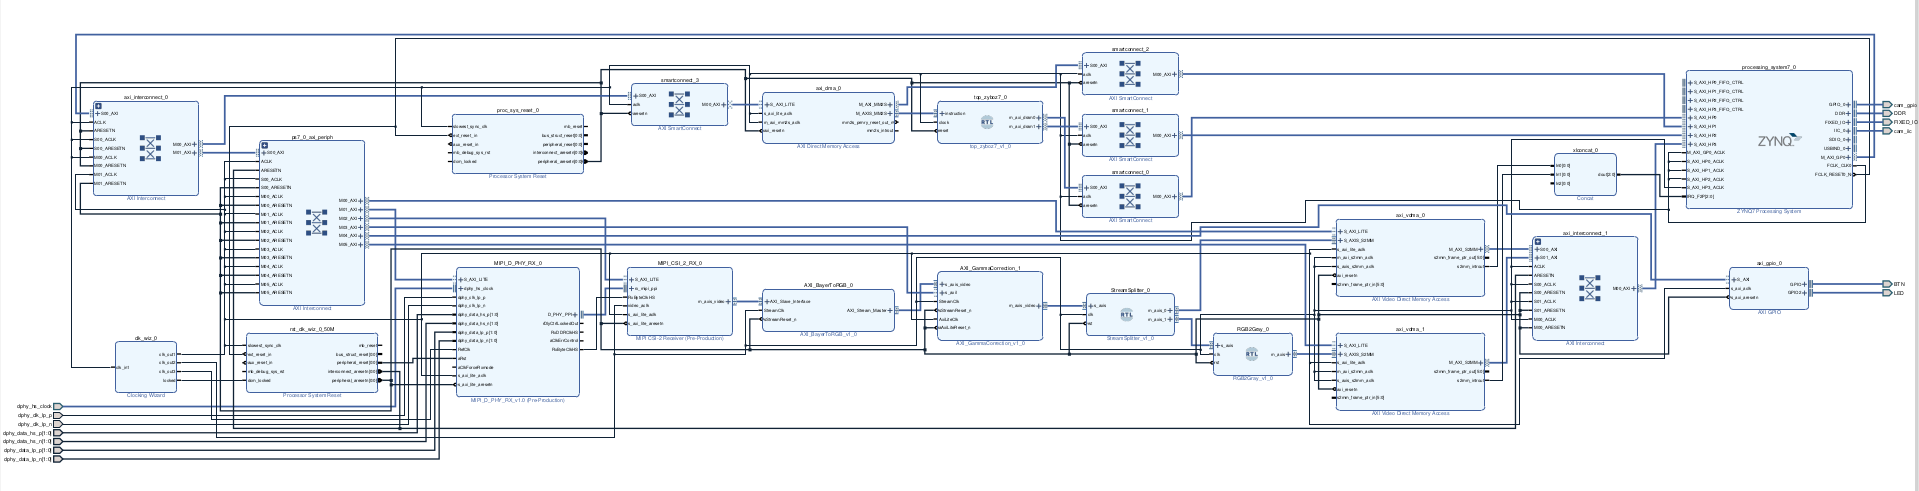 axi_interconnect_0
S00_AXI
ACLK
ARESETN
S00_ACLK
S00_ARESETN
M00_ACLK
M00_ARESETN
M01_ACLK
M01_ARESETN
M00_AXI
M01_AXI
AXI Interconnect
ps7_0_axi_periph
S00_AXI
ACLK
ARESETN
S00_ACLK
S00_ARESETN
M00_ACLK
M00_ARESETN
M01_ACLK
M01_ARESETN
M02_ACLK
M02_ARESETN
M03_ACLK
M03_ARESETN
M04_ACLK
M04_ARESETN
M05_ACLK
M05_ARESETN
M00_AXI
M01_AXI
M02_AXI
M03_AXI
M04_AXI
M05_AXI
AXI Interconnect
clk_wiz_0
clk_in1
clk_out1
clk_out2
clk_out3
locked
Clocking Wizard
rst_clk_wiz_0_50M
slowest_sync_clk
ext_reset_in
aux_reset_in
mb_debug_sys_rst
dcm_locked
mb_reset
bus_struct_reset[0:0]
peripheral_reset[0:0]
interconnect_aresetn[0:0]
peripheral_aresetn[0:0]
Processor System Reset
proc_sys_reset_0
slowest_sync_clk
ext_reset_in
aux_reset_in
mb_debug_sys_rst
dcm_locked
mb_reset
bus_struct_reset[0:0]
peripheral_reset[0:0]
interconnect_aresetn[0:0]
peripheral_aresetn[0:0]
Processor System Reset
smartconnect_3
S00_AXI
aclk
aresetn
M00_AXI
AXI SmartConnect
axi_dma_0
S_AXI_LITE
s_axi_lite_aclk
m_axi_mm2s_aclk
axi_resetn
M_AXI_MM2S
M_AXIS_MM2S
mm2s_prmry_reset_out_n
mm2s_introut
AXI Direct Memory Access
top_zyboz7_0
instruction
clock
reset
RTL
top_zyboz7_v1_0
smartconnect_2
S00_AXI
aclk
aresetn
M00_AXI
AXI SmartConnect
smartconnect_1
S00_AXI
aclk
aresetn
M00_AXI
AXI SmartConnect
smartconnect_0
S00_AXI
aclk
aresetn
M00_AXI
AXI SmartConnect
MIPI_D_PHY_RX_0
S_AXI_LITE
dphy_hs_clock
dphy_clk_lp_p
dphy_clk_lp_n
dphy_data_hs_p[1:0]
dphy_data_hs_n[1:0]
dphy_data_lp_p[1:0]
dphy_data_lp_n[1:0]
RefClk
aRst
s_axi_lite_aclk
s_axi_lite_aresetn
D_PHY_PPI
RxByteClkHS
MIPI_D_PHY_RX_v1.0 (Pre-Production)
MIPI_CSI_2_RX_0
S_AXI_LITE
rx_mipi_ppi
RxByteClkHS
video_aclk
s_axi_lite_aclk
s_axi_lite_aresetn
m_axis_video
MIPI CSI-2 Receiver (Pre-Production)
AXI_BayerToRGB_0
AXI_Slave_Interface
StreamClk
sStreamReset_n
AXI_Stream_Master
AXI_BayerToRGB_v1_0
AXI_GammaCorrection_1
s_axis_video
s_axil
StreamClk
AxiLiteClk
sStreamReset_n
aAxiLiteReset_n
m_axis_video
AXI_GammaCorrection_v1_0
StreamSplitter_0
s_axis
clk
rst
RTL
m_axis_0
m_axis_1
StreamSplitter_v1_0
RGB2Gray_0
s_axis
clk
rst
RTL
m_axis
RGB2Gray_v1_0
axi_vdma_0
S_AXI_LITE
S_AXIS_S2MM
s_axi_lite_aclk
m_axi_s2mm_aclk
s_axis_s2mm_aclk
axi_resetn
s2mm_frame_ptr_in[5:0]
M_AXI_S2MM
s2mm_frame_ptr_out[5:0]
s2mm_introut
AXI Video Direct Memory Access
axi_vdma_1
S_AXI_LITE
S_AXIS_S2MM
s_axi_lite_aclk
m_axi_s2mm_aclk
s_axis_s2mm_aclk
axi_resetn
s2mm_frame_ptr_in[5:0]
M_AXI_S2MM
s2mm_frame_ptr_out[5:0]
s2mm_introut
AXI Video Direct Memory Access
xlconcat_0
In0[0:0]
In1[0:0]
In2[0:0]
dout[2:0]
Concat
axi_interconnect_1
S00_AXI
S01_AXI
ACLK
ARESETN
S00_ACLK
S00_ARESETN
S01_ACLK
S01_ARESETN
M00_ACLK
M00_ARESETN
M00_AXI
AXI Interconnect
processing_system7_0
S_AXI_HP0_FIFO_CTRL
S_AXI_HP1_FIFO_CTRL
S_AXI_HP2_FIFO_CTRL
S_AXI_HP3_FIFO_CTRL
S_AXI_HP0
S_AXI_HP1
S_AXI_HP2
S_AXI_HP3
M_AXI_GP0_ACLK
S_AXI_HP0_ACLK
S_AXI_HP1_ACLK
S_AXI_HP2_ACLK
S_AXI_HP3_ACLK
IRQ_F2P[2:0]
ZYNQ
GPIO_0
DDR
FIXED_IO
IIC_0
SDIO_0
USBIND_0
M_AXI_GP0
FCLK_CLK0
FCLK_RESET0_N
ZYNQ7 Processing System
axi_gpio_0
S_AXI
s_axi_aclk
s_axi_aresetn
GPIO
GPIO2
AXI GPIO
DDR
FIXED_IO
cam_iic
BTN
LED
dphy_hs_clock
dphy_clk_lp_p
dphy_clk_lp_n
dphy_data_hs_p[1:0]
dphy_data_hs_n[1:0]
dphy_data_lp_p[1:0]
dphy_data_lp_n[1:0]